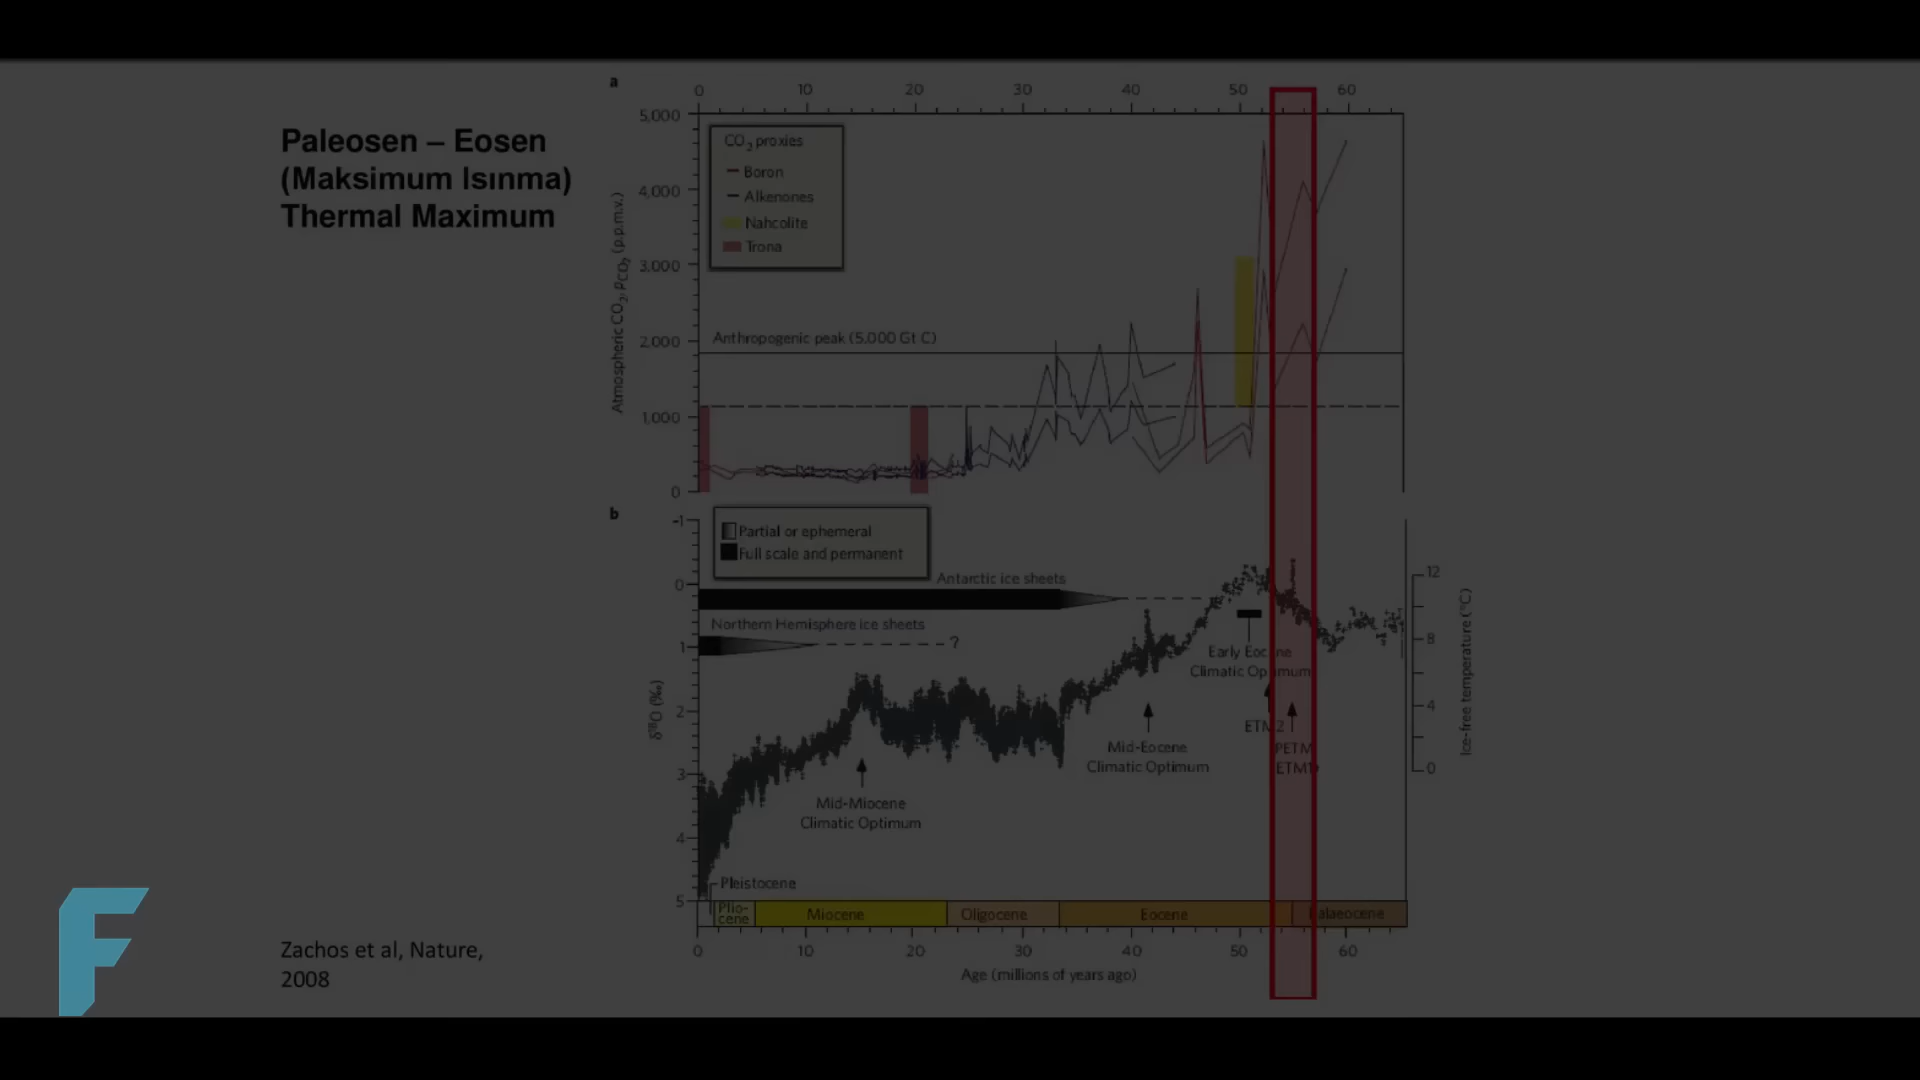 Paleosen – Eosen
(Maksimum Isınma)
Thermal Maximum
Zachos et al, Nature,
2008
a
0 10 20 30 40 50 60
5,000
4,000
3,000
2,000
1,000
0
Atmospheric CO2, pCO2 (p.p.m.v.)
CO2 proxies
Boron
Alkenones
Nahcolite
Trona
Anthropogenic peak (5,000 Gt C)
b
-1
0
1
2
3
4
5
δ18O (‰)
Partial or ephemeral
Full scale and permanent
Antarctic ice sheets
Northern Hemisphere ice sheets
?
Early Eocene
Climatic Optimum
ETM2
PETM
ETM1
Mid-Eocene
Climatic Optimum
Mid-Miocene
Climatic Optimum
12
8
4
0
Ice-free temperature (°C)
Pleistocene
Plio-
cene
Miocene
Oligocene
Eocene
Palaeocene
0 10 20 30 40 50 60
Age (millions of years ago)
F